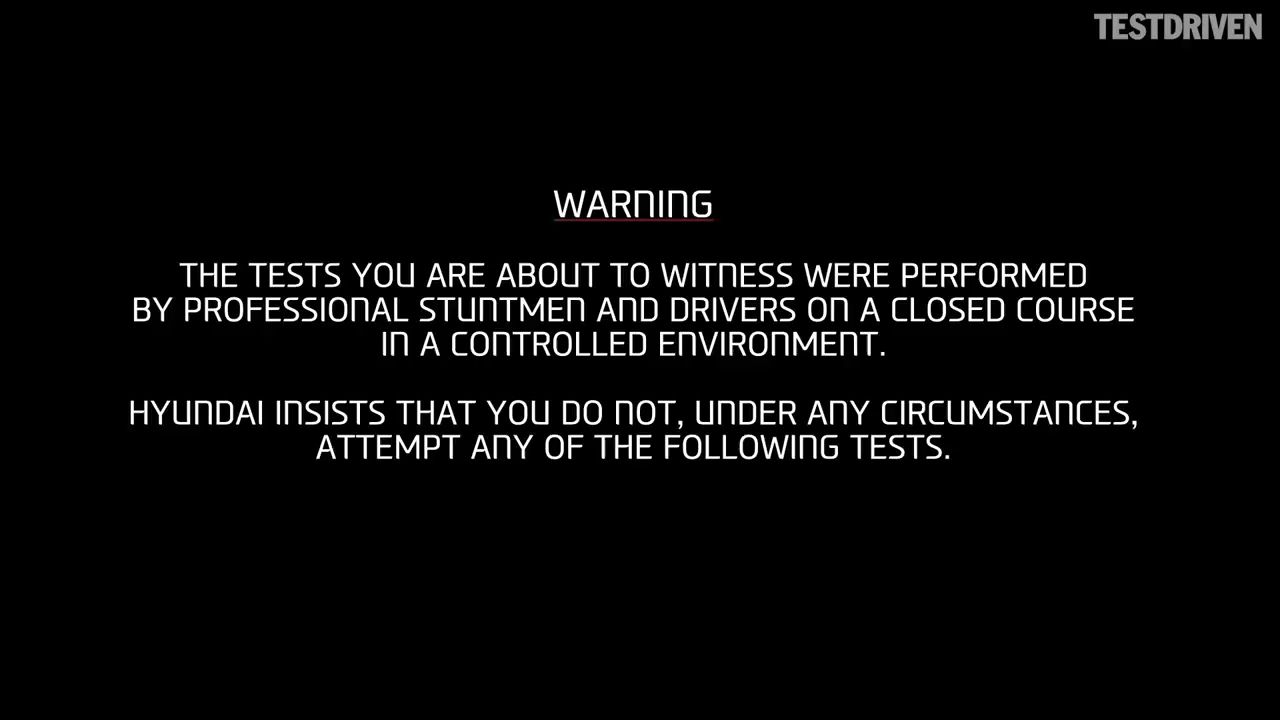 TESTDRIVEN
WARNING
THE TESTS YOU ARE ABOUT TO WITNESS WERE PERFORMED
BY PROFESSIONAL STUNTMEN AND DRIVERS ON A CLOSED COURSE
IN A CONTROLLED ENVIRONMENT.
HYUNDAI INSISTS THAT YOU DO NOT, UNDER ANY CIRCUMSTANCES,
ATTEMPT ANY OF THE FOLLOWING TESTS.